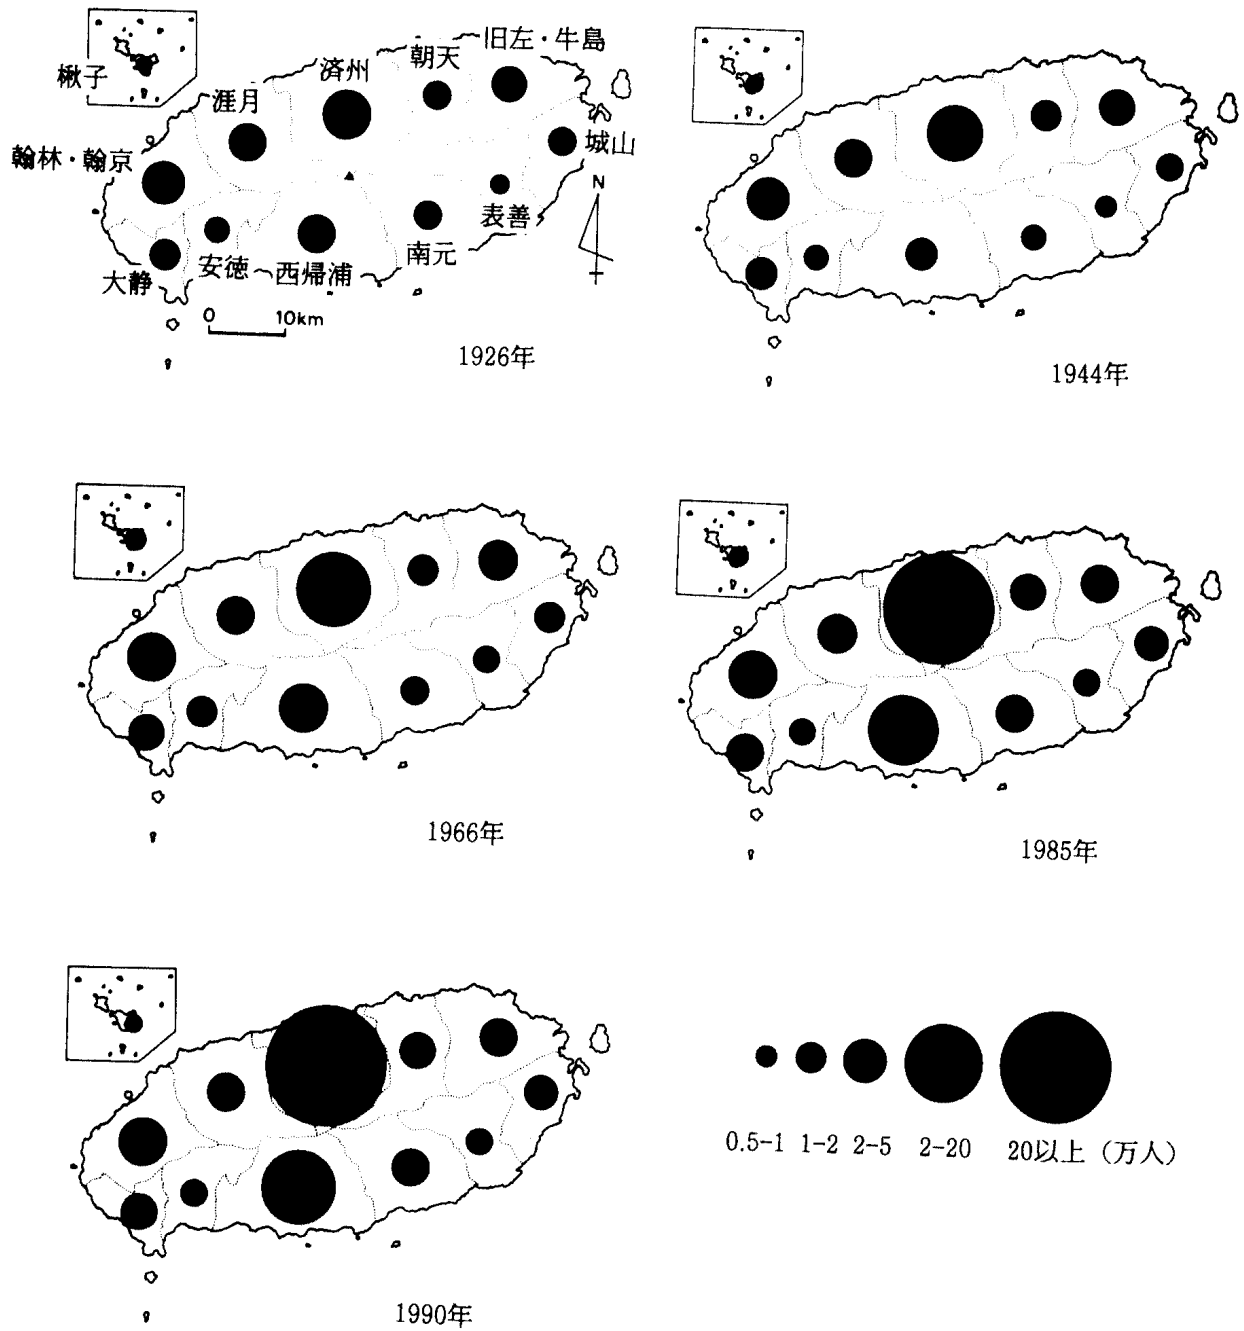 旧左・牛島
朝天
済州
楸子
涯月
翰林・翰京
城山
N
表善
南元
大静
安徳
西帰浦
0 10km
1926年
1944年
1966年
1985年
1990年
0.5-1 1-2 2-5 2-20 20以上（万人）